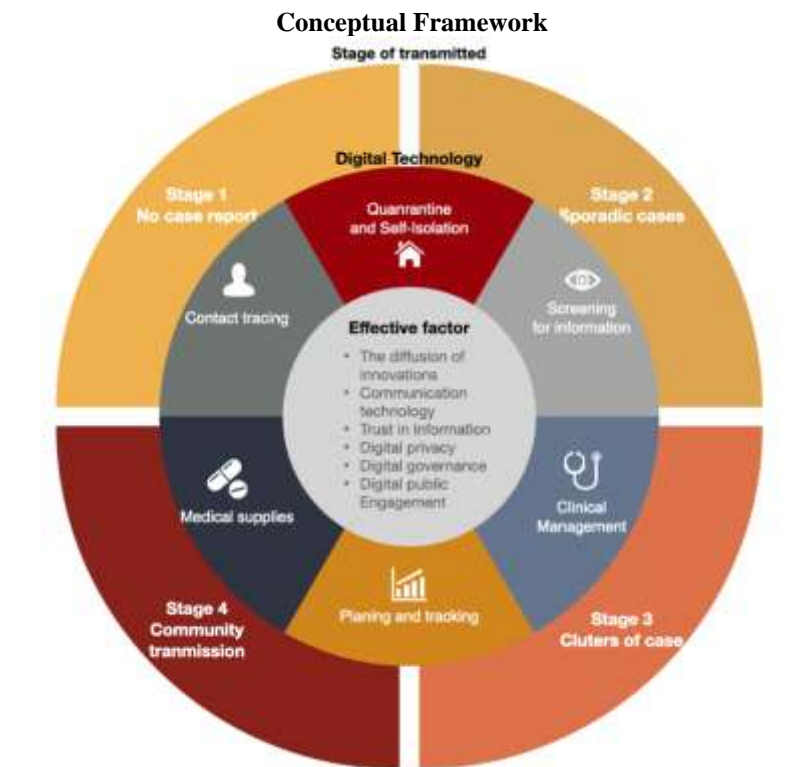 Conceptual Framework
Stage of transmitted
Digital Technology
Stage 1
No case report
Stage 2
Sporadic cases
Quanrantine
and Self-Isolation
Contact tracing
Screening
for information
Effective factor
• The diffusion of
innovations
• Communication
technology
• Trust in Information
• Digital privacy
• Digital governance
• Digital public
Engagement
Medical supplies
Clinical
Management
Planing and tracking
Stage 4
Community
tranmission
Stage 3
Cluters of case